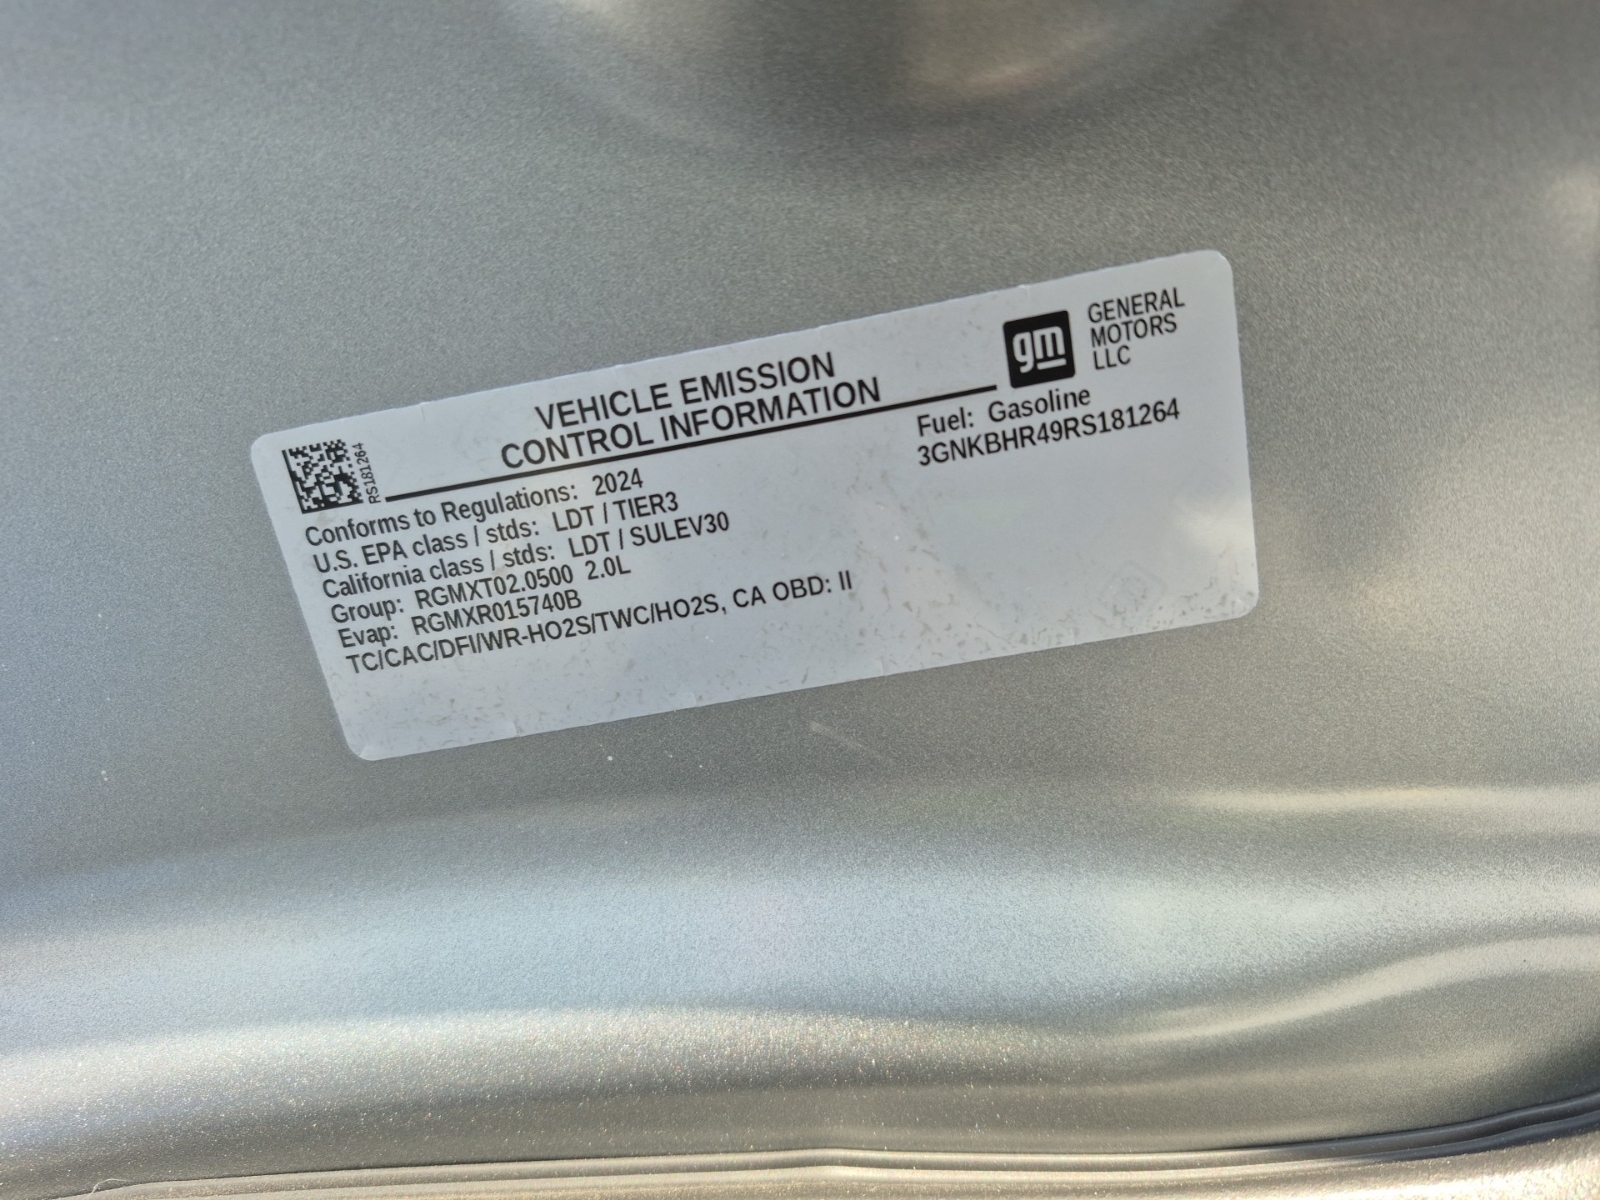 VEHICLE EMISSION
CONTROL INFORMATION
gm
GENERAL
MOTORS
LLC
RS181264
Conforms to Regulations: 2024
U.S. EPA class / stds: LDT / TIER3
California class / stds: LDT / SULEV30
Group: RGMXT02.0500 2.0L
Evap: RGMXR015740B
TC/CAC/DFI/WR-HO2S/TWC/HO2S, CA OBD: II
Fuel: Gasoline
3GNKBHR49RS181264